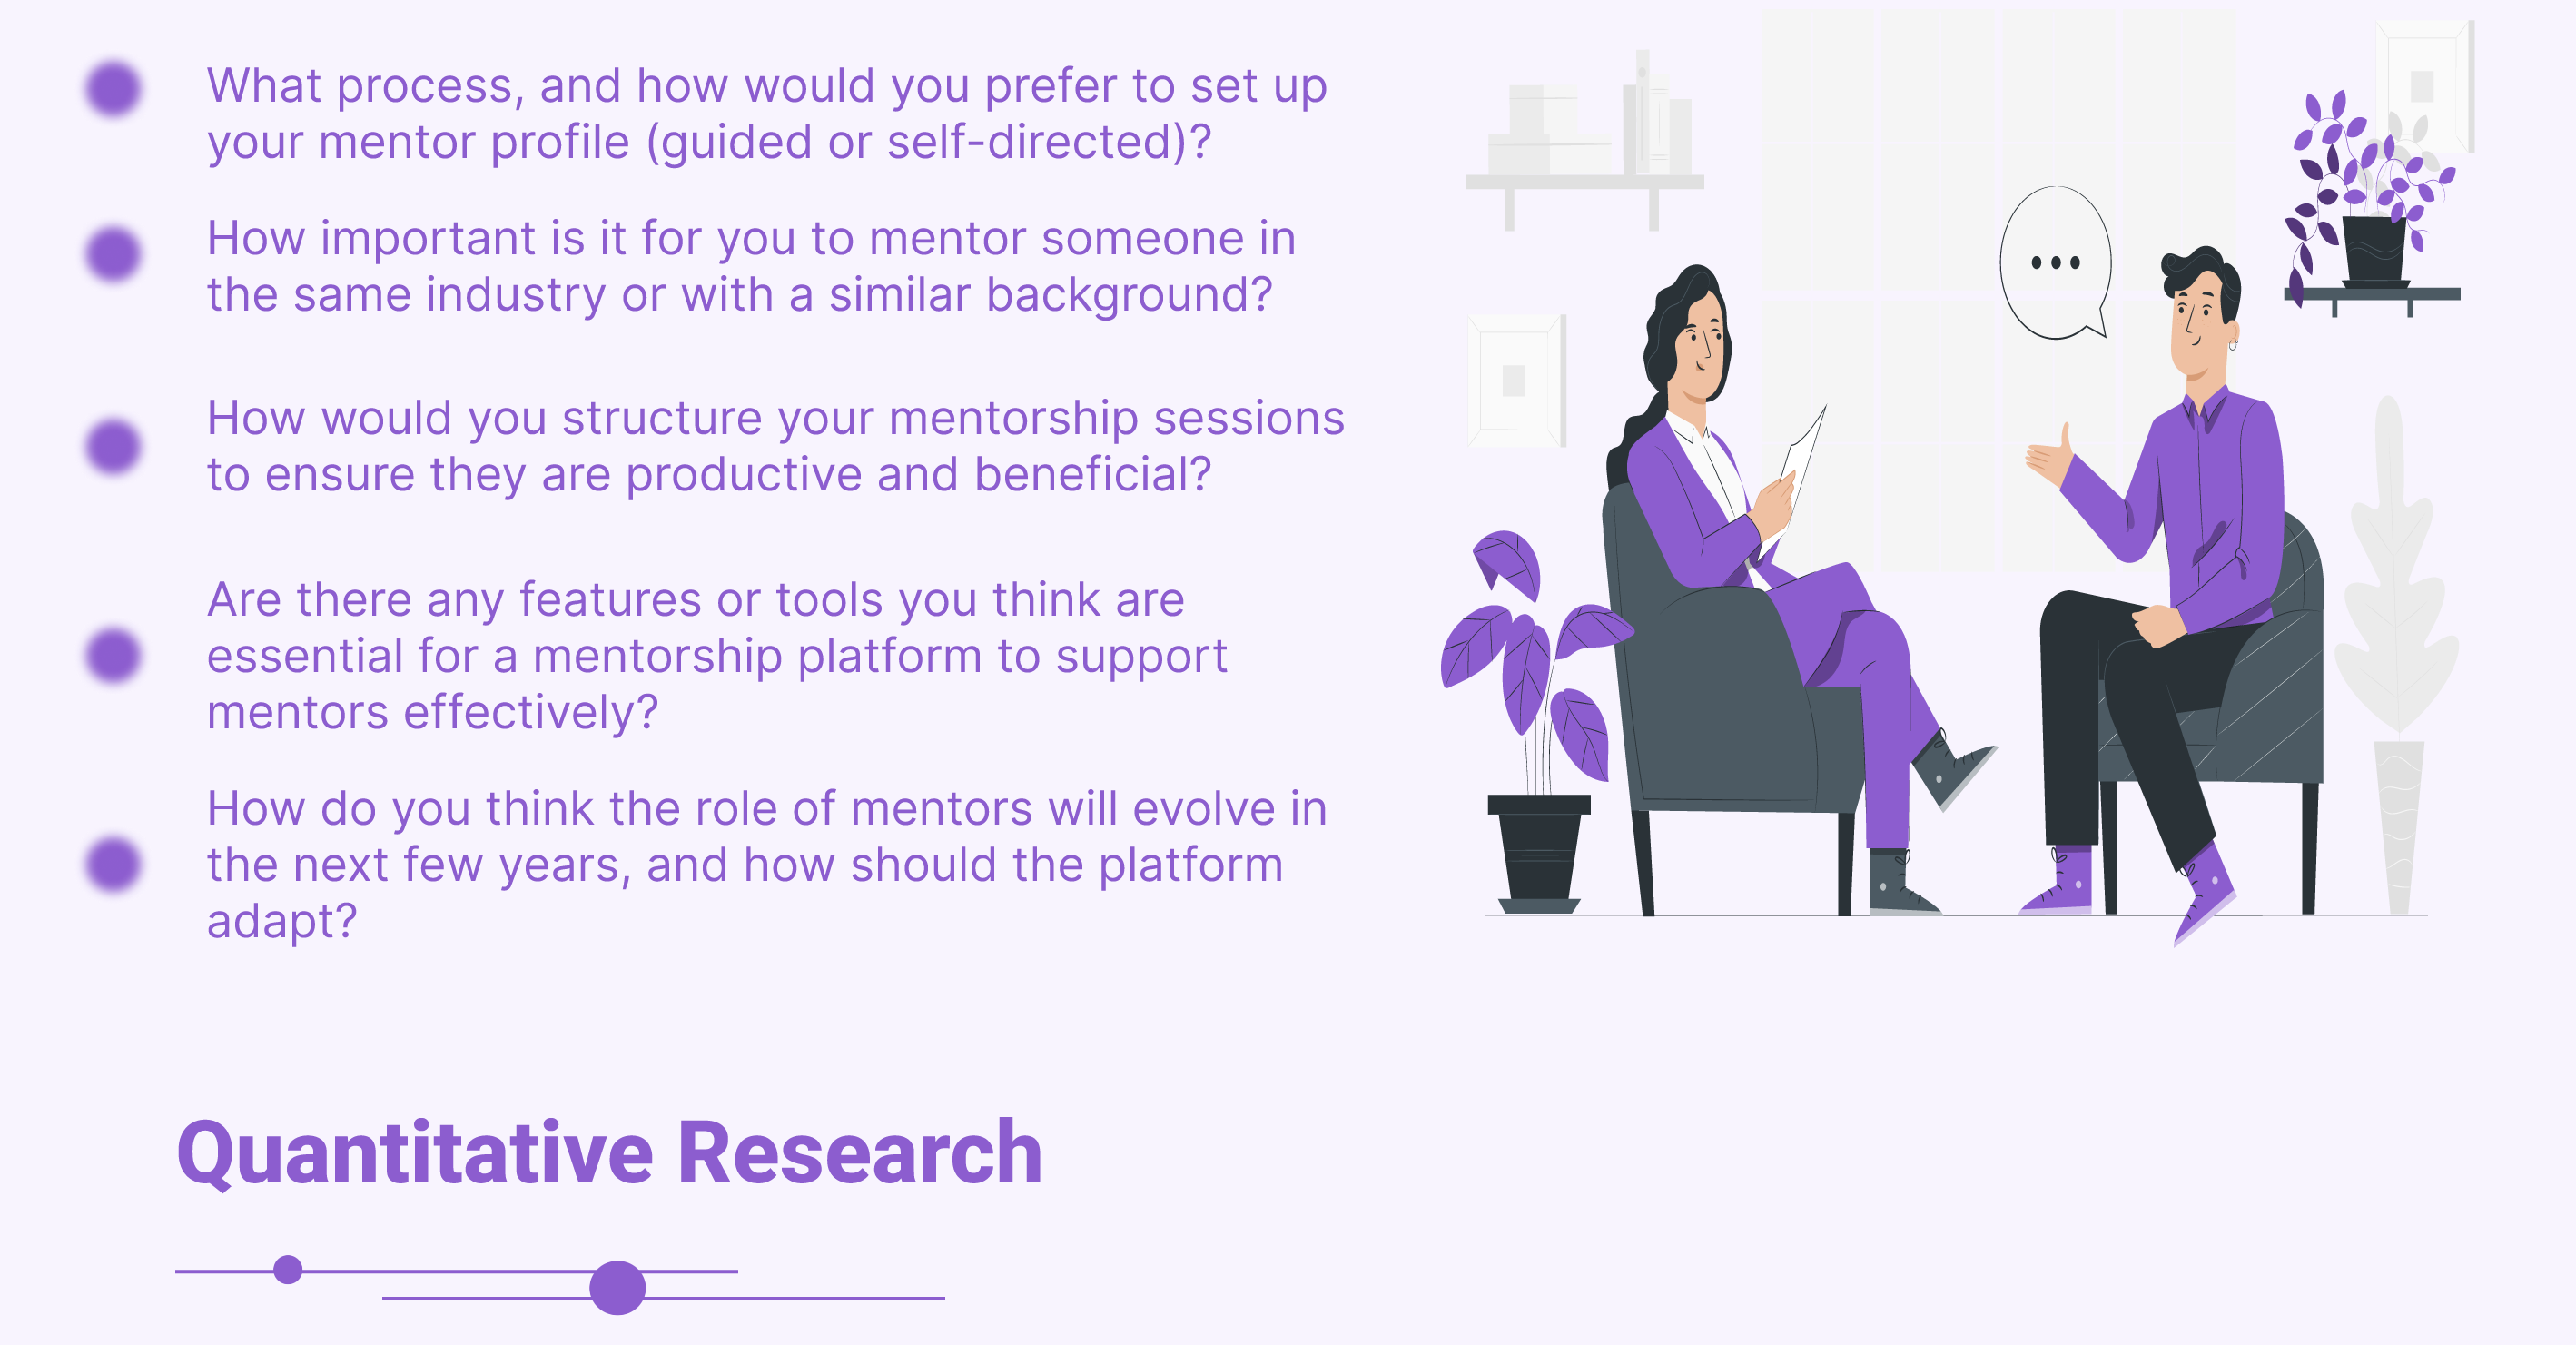 What process, and how would you prefer to set up
your mentor profile (guided or self-directed)?
How important is it for you to mentor someone in
the same industry or with a similar background?
How would you structure your mentorship sessions
to ensure they are productive and beneficial?
Are there any features or tools you think are
essential for a mentorship platform to support
mentors effectively?
How do you think the role of mentors will evolve in
the next few years, and how should the platform
adapt?
Quantitative Research